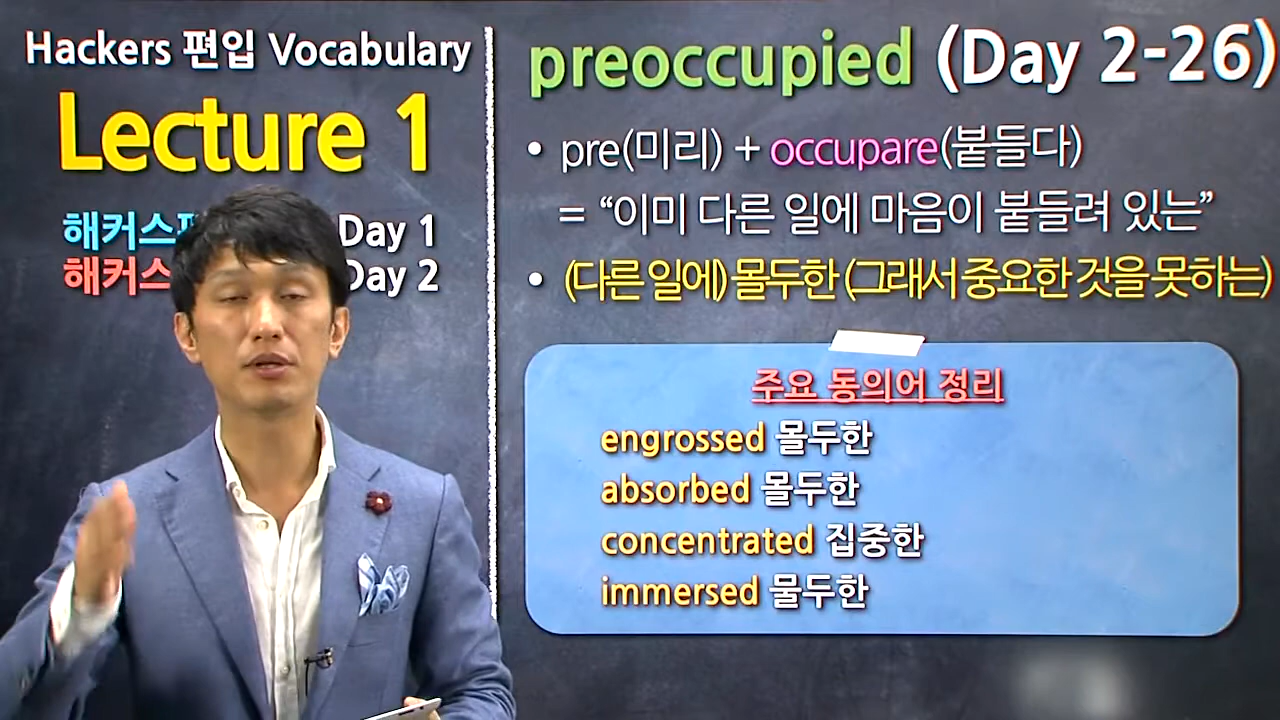 Hackers 편입 Vocabulary
Lecture 1
해커스 Day 1
해커스 Day 2
preoccupied (Day 2-26)
• pre(미리) + occupare(붙들다)
= “이미 다른 일에 마음이 붙들려 있는”
• (다른 일에) 몰두한 (그래서 중요한 것을 못하는)
주요 동의어 정리
engrossed 몰두한
absorbed 몰두한
concentrated 집중한
immersed 물두한